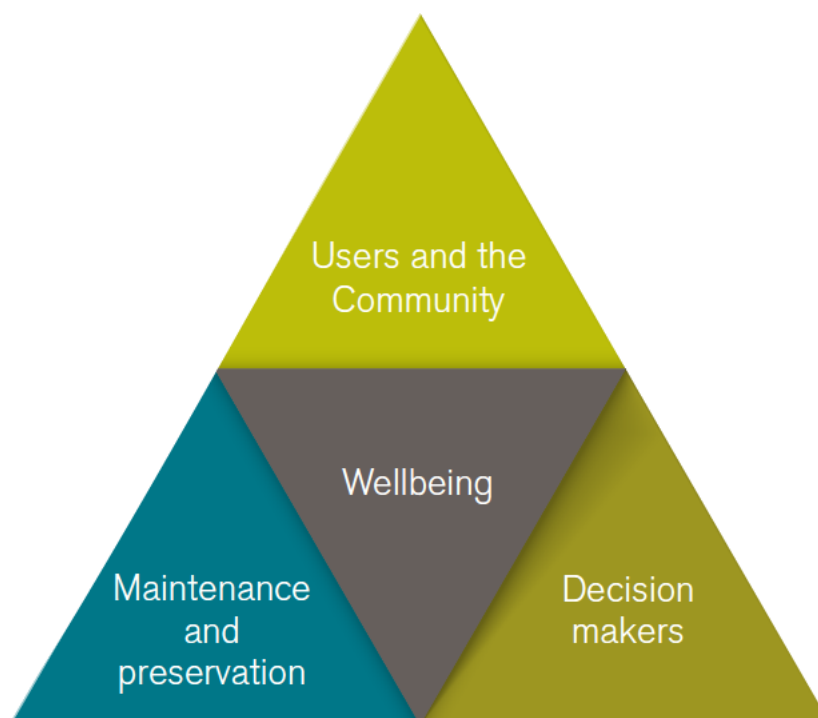 Users and the
Community
Wellbeing
Maintenance
and
preservation
Decision
makers